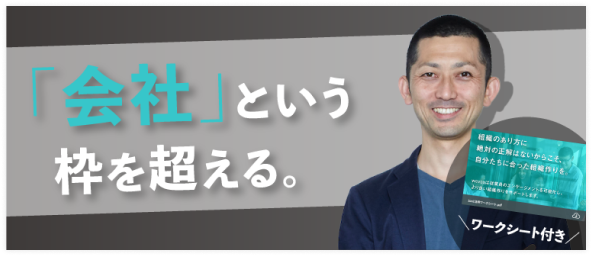 「会社」という
枠を超える。
組織のあり方に
絶対の正解はないからこそ、
自分たちに合った組織作りを。
ワークシート付き